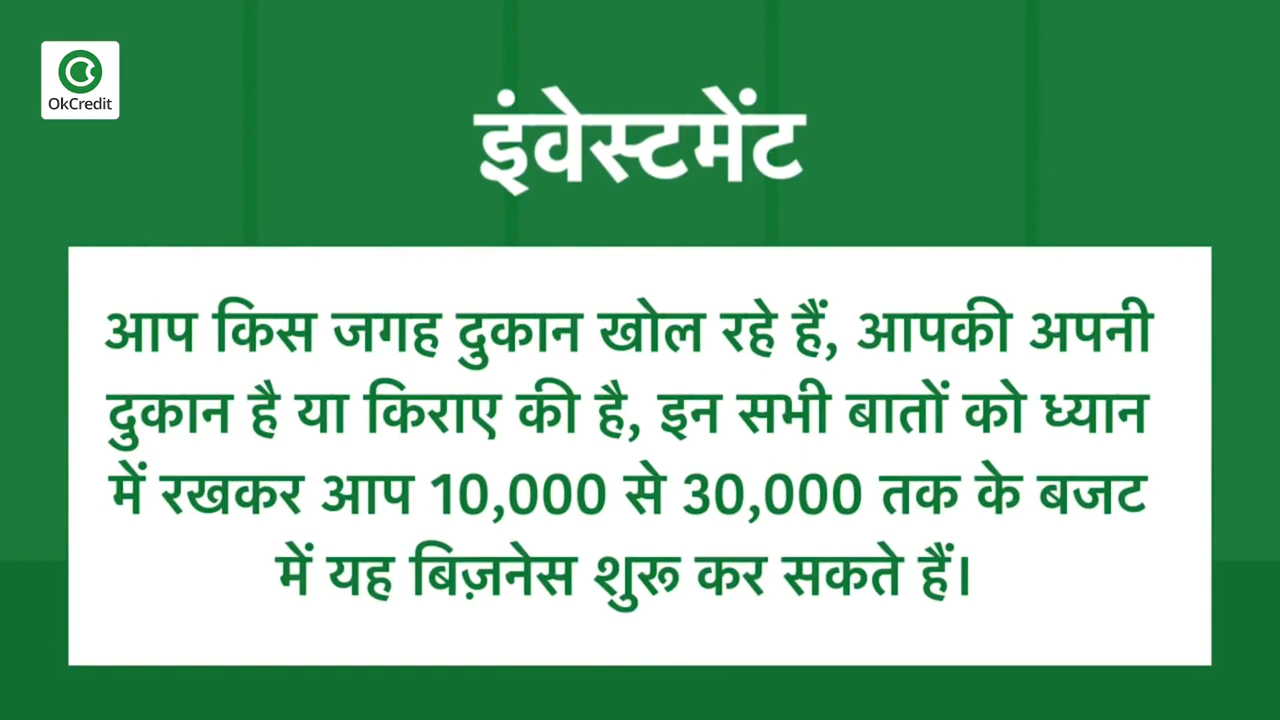 OkCredit
इंवेस्टमेंट
आप किस जगह दुकान खोल रहे हैं, आपकी अपनी
दुकान है या किराए की है, इन सभी बातों को ध्यान
में रखकर आप 10,000 से 30,000 तक के बजट
में यह बिज़नेस शुरू कर सकते हैं।